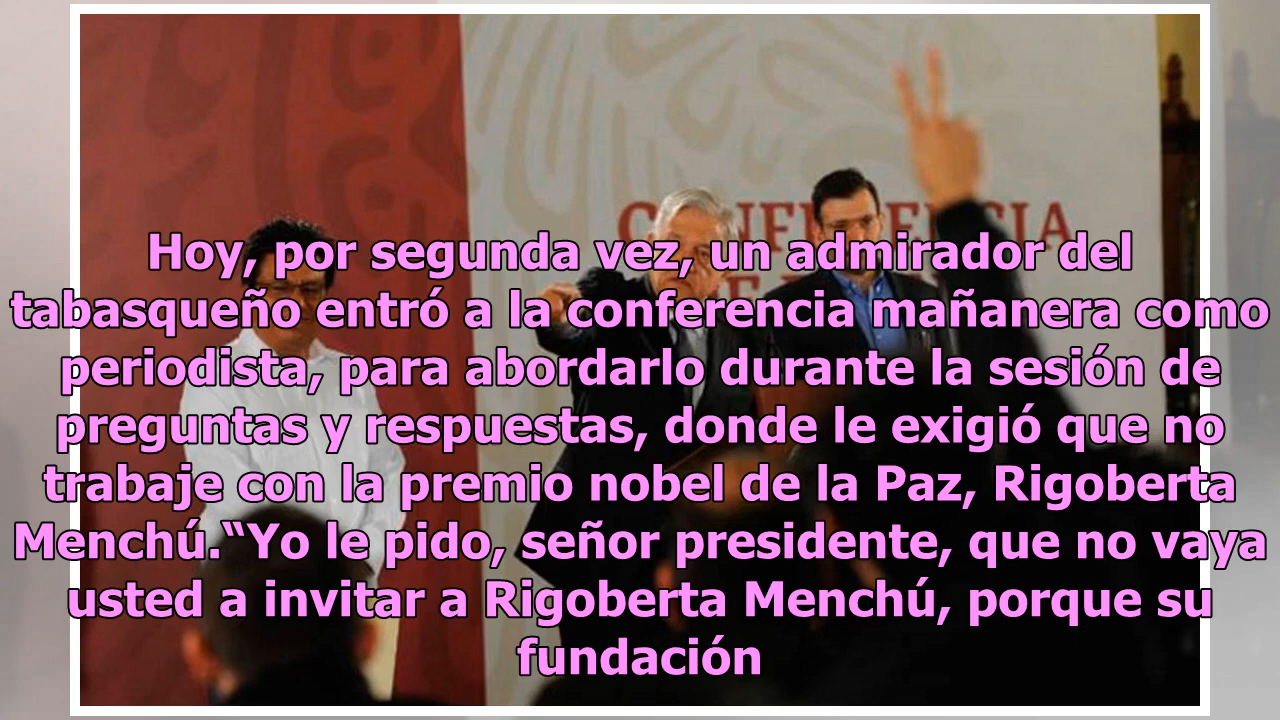 CONFERENCIA
Hoy, por segunda vez, un admirador del
tabasqueño entró a la conferencia mañanera como
periodista, para abordarlo durante la sesión de
preguntas y respuestas, donde le exigió que no
trabaje con la premio nobel de la Paz, Rigoberta
Menchú.“Yo le pido, señor presidente, que no vaya
usted a invitar a Rigoberta Menchú, porque su
fundación